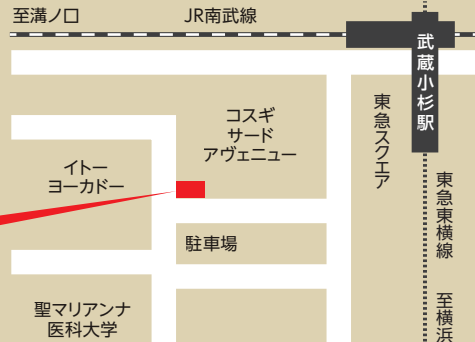 至溝ノ口
JR南武線
武蔵小杉駅
コスギ
サード
アヴェニュー
東急スクエア
イトー
ヨーカドー
東急東横線
駐車場
至横浜
聖マリアンナ
医科大学